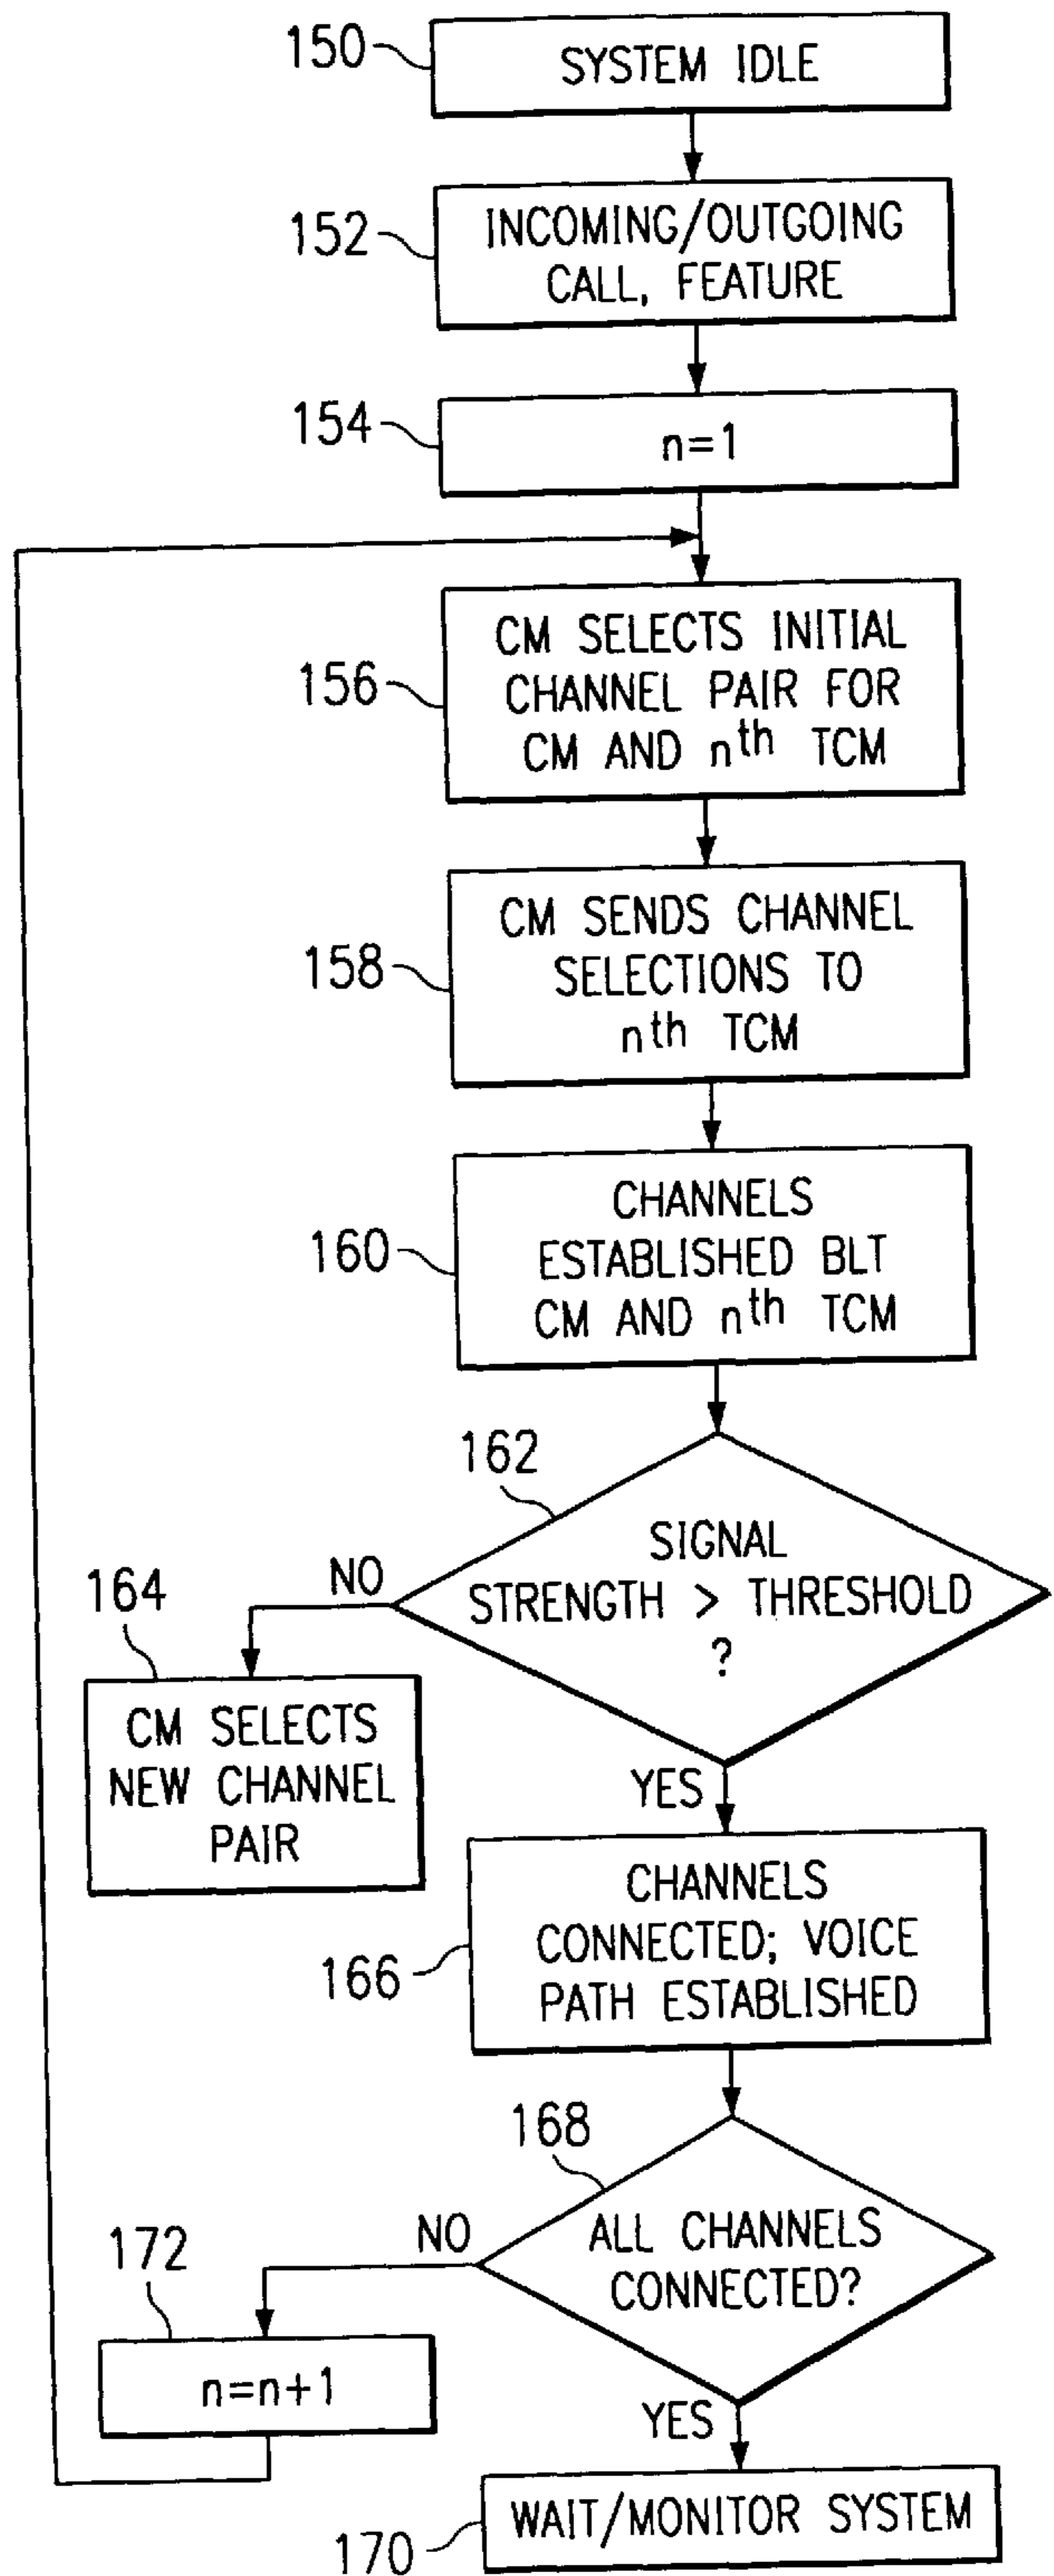 150
SYSTEM IDLE
152
INCOMING/OUTGOING
CALL, FEATURE
154
n=1
156
CM SELECTS INITIAL
CHANNEL PAIR FOR
CM AND nth TCM
158
CM SENDS CHANNEL
SELECTIONS TO
nth TCM
160
CHANNELS
ESTABLISHED BLT
CM AND nth TCM
162
SIGNAL
STRENGTH > THRESHOLD
?
NO
164
CM SELECTS
NEW CHANNEL
PAIR
YES
166
CHANNELS
CONNECTED; VOICE
PATH ESTABLISHED
168
ALL CHANNELS
CONNECTED?
NO
172
n=n+1
YES
170
WAIT/MONITOR SYSTEM